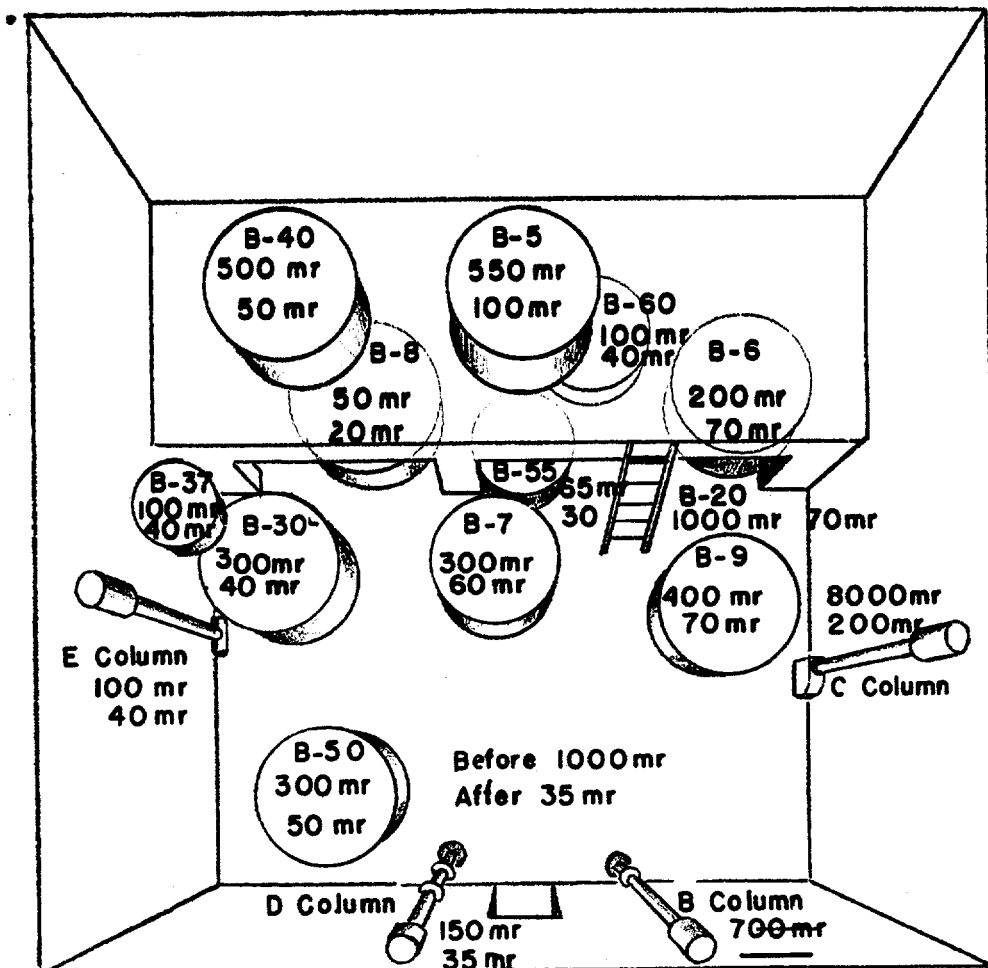 B-40
500 mr
50 mr
B-5
550 mr
100 mr
B-60
100 mr
40 mr
B-8
50 mr
20 mr
B-6
200 mr
70 mr
B-37
100 mr
40 mr
B-30
300 mr
40 mr
B-55
65 mr
30
B-7
300 mr
60 mr
B-20
1000 mr 70 mr
B-9
400 mr
70 mr
8000 mr
200 mr
C Column
E Column
100 mr
40 mr
B-50
300 mr
50 mr
Before 1000 mr
After 35 mr
D Column
150 mr
35 mr
B Column
700 mr